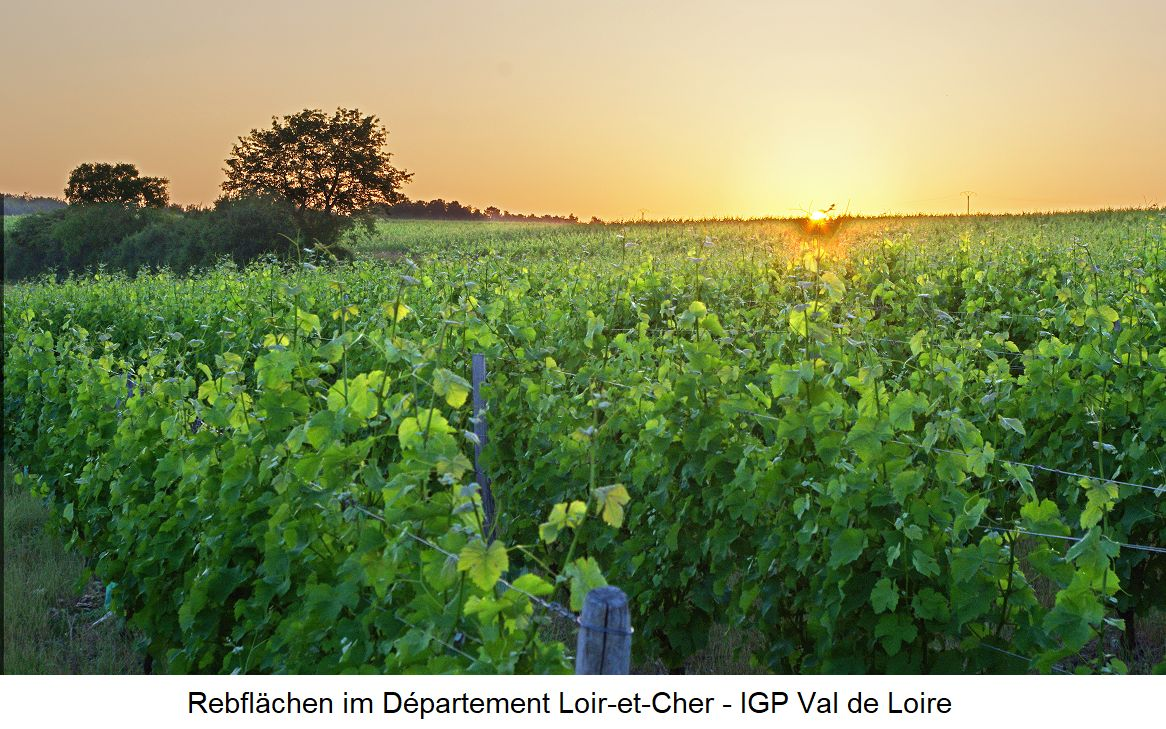 Rebflächen im Département Loir-et-Cher - IGP Val de Loire